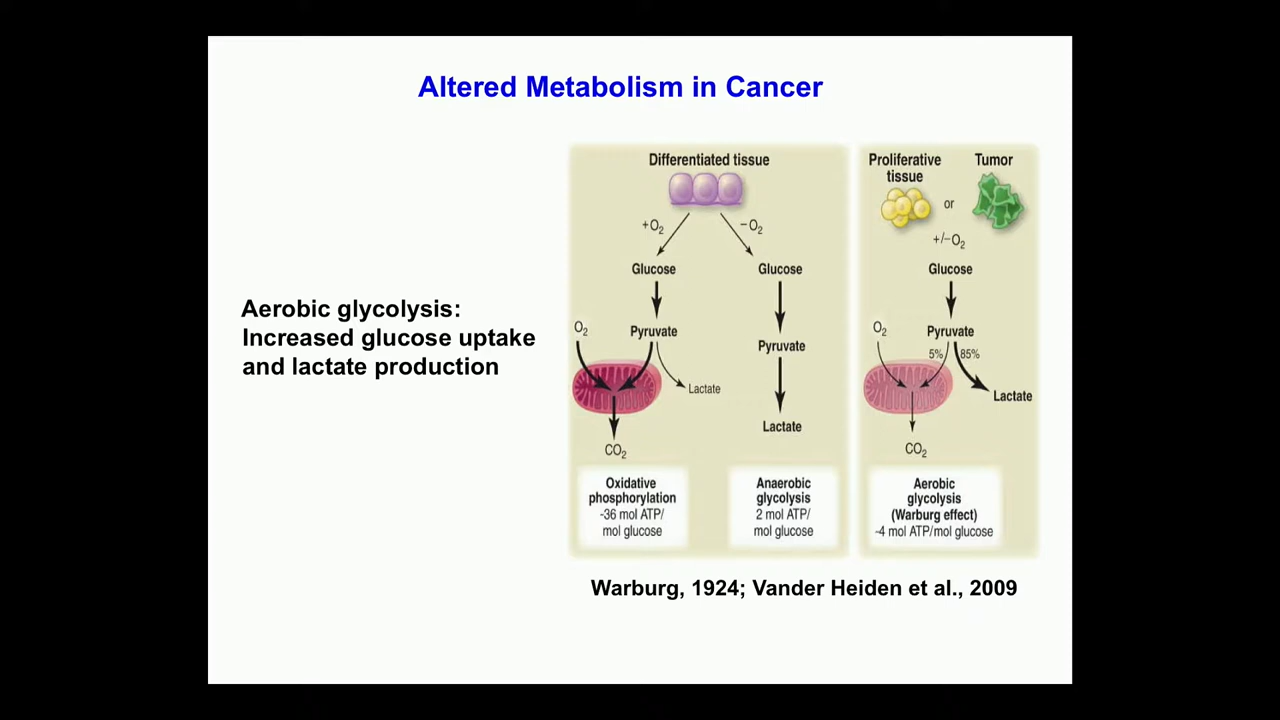 Altered Metabolism in Cancer
Aerobic glycolysis:
Increased glucose uptake
and lactate production
Differentiated tissue
+O₂
−O₂
Glucose
Glucose
O₂
Pyruvate
Pyruvate
Lactate
Lactate
CO₂
Oxidative
phosphorylation
-36 mol ATP/
mol glucose
Anaerobic
glycolysis
2 mol ATP/
mol glucose
Proliferative
tissue
or
Tumor
+/−O₂
Glucose
O₂
Pyruvate
5%
85%
Lactate
CO₂
Aerobic
glycolysis
(Warburg effect)
-4 mol ATP/mol glucose
Warburg, 1924; Vander Heiden et al., 2009